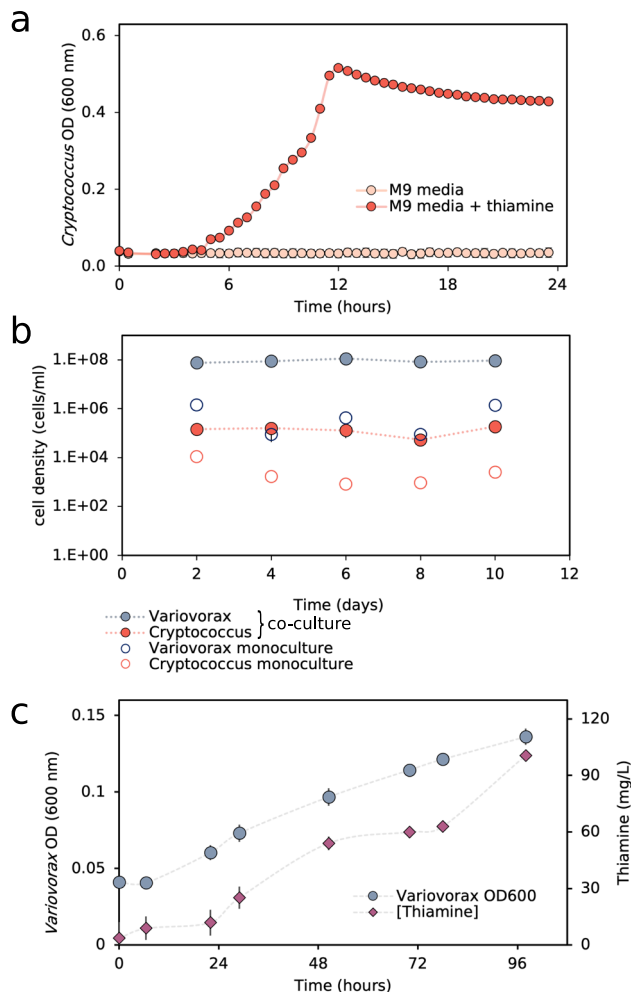 a
Cryptococcus OD (600 nm)
0.6
0.4
0.2
0.0
M9 media
M9 media + thiamine
0 6 12 18 24
Time (hours)
b
cell density (cells/ml)
1.E+08
1.E+06
1.E+04
1.E+02
1.E+00
0 2 4 6 8 10 12
Time (days)
Variovorax
Cryptococcus
} co-culture
Variovorax monoculture
Cryptococcus monoculture
c
Variovorax OD (600 nm)
0.15
0.1
0.05
0
120
90
60
30
0
Thiamine (mg/L)
Variovorax OD600
[Thiamine]
0 24 48 72 96
Time (hours)